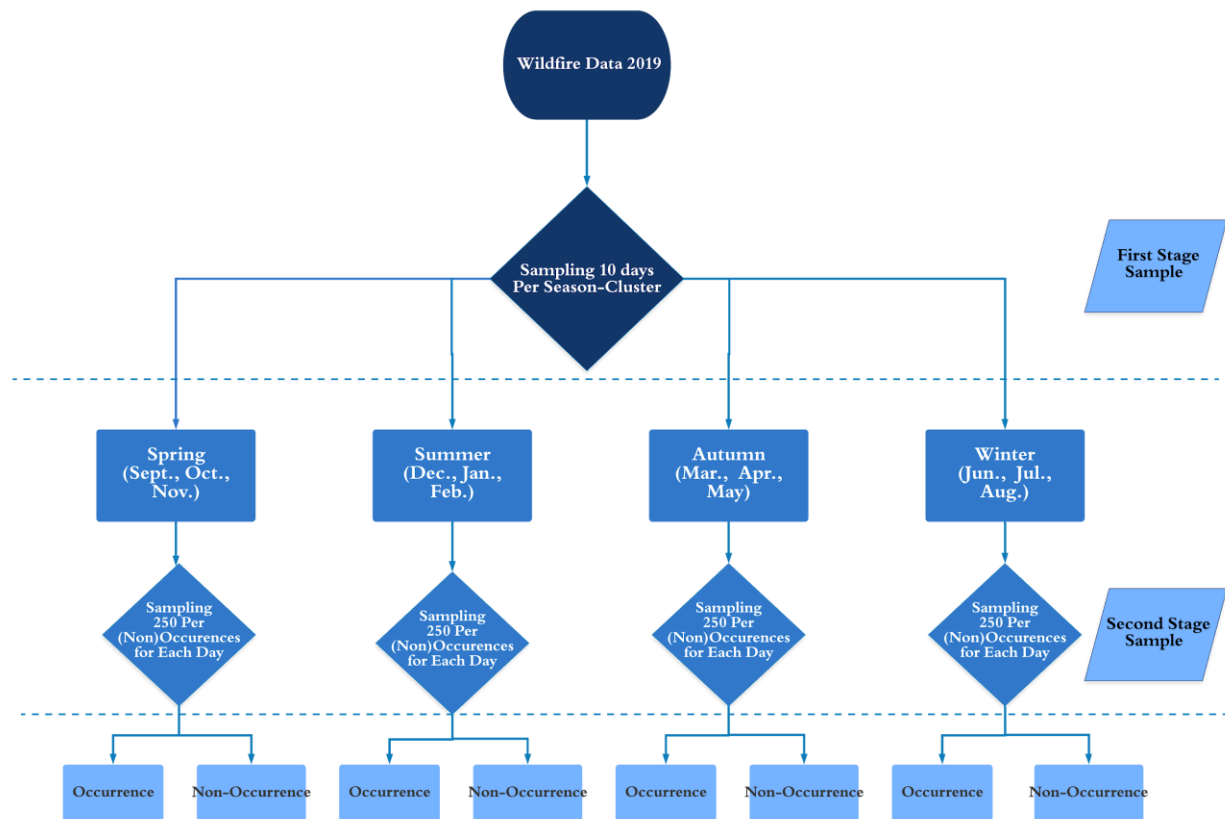 Wildfire Data 2019
Sampling 10 days
Per Season-Cluster
First Stage
Sample
Spring
(Sept., Oct.,
Nov.)
Summer
(Dec., Jan.,
Feb.)
Autumn
(Mar., Apr.,
May)
Winter
(Jun., Jul.,
Aug.)
Sampling
250 Per
(Non)Occurences
for Each Day
Sampling
250 Per
(Non)Occurences
for Each Day
Sampling
250 Per
(Non)Occurences
for Each Day
Sampling
250 Per
(Non)Occurences
for Each Day
Second Stage
Sample
Occurrence
Non-Occurrence
Occurrence
Non-Occurrence
Occurrence
Non-Occurrence
Occurrence
Non-Occurrence